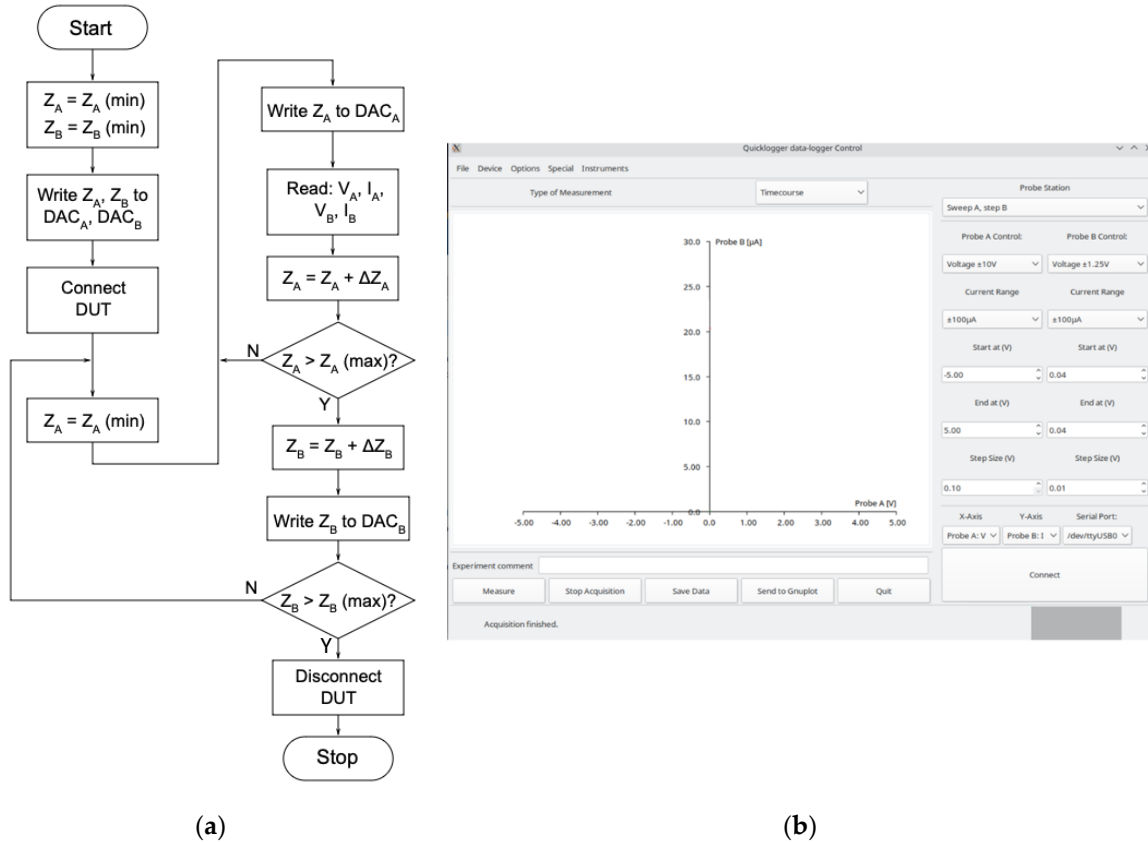 Start
Z_A = Z_A (min)
Z_B = Z_B (min)
Write Z_A, Z_B to
DAC_A, DAC_B
Connect
DUT
Z_A = Z_A (min)
Write Z_A to DAC_A
Read: V_A, I_A,
V_B, I_B
Z_A = Z_A + ΔZ_A
N
Z_A > Z_A (max)?
Y
Z_B = Z_B + ΔZ_B
Write Z_B to DAC_B
N
Z_B > Z_B (max)?
Y
Disconnect
DUT
Stop
(a)
Quicklogger data-logger Control
File Device Options Special Instruments
Type of Measurement
Timecourse
Probe Station
Sweep A, step B
Probe A Control: Probe B Control:
Voltage ±10V Voltage ±1.25V
Current Range Current Range
±100μA ±100μA
Start at (V) Start at (V)
-5.00 0.04
End at (V) End at (V)
5.00 0.04
Step Size (V) Step Size (V)
0.10 0.01
X-Axis Y-Axis Serial Port:
Probe A: V Probe B: I /dev/ttyUSB0
Connect
30.0 Probe B [μA]
25.0
20.0
15.0
10.0
5.00
0.0
Probe A [V]
-5.00 -4.00 -3.00 -2.00 -1.00 0.0 1.00 2.00 3.00 4.00 5.00
Experiment comment
Measure Stop Acquisition Save Data Send to Gnuplot Quit
Acquisition finished.
(b)